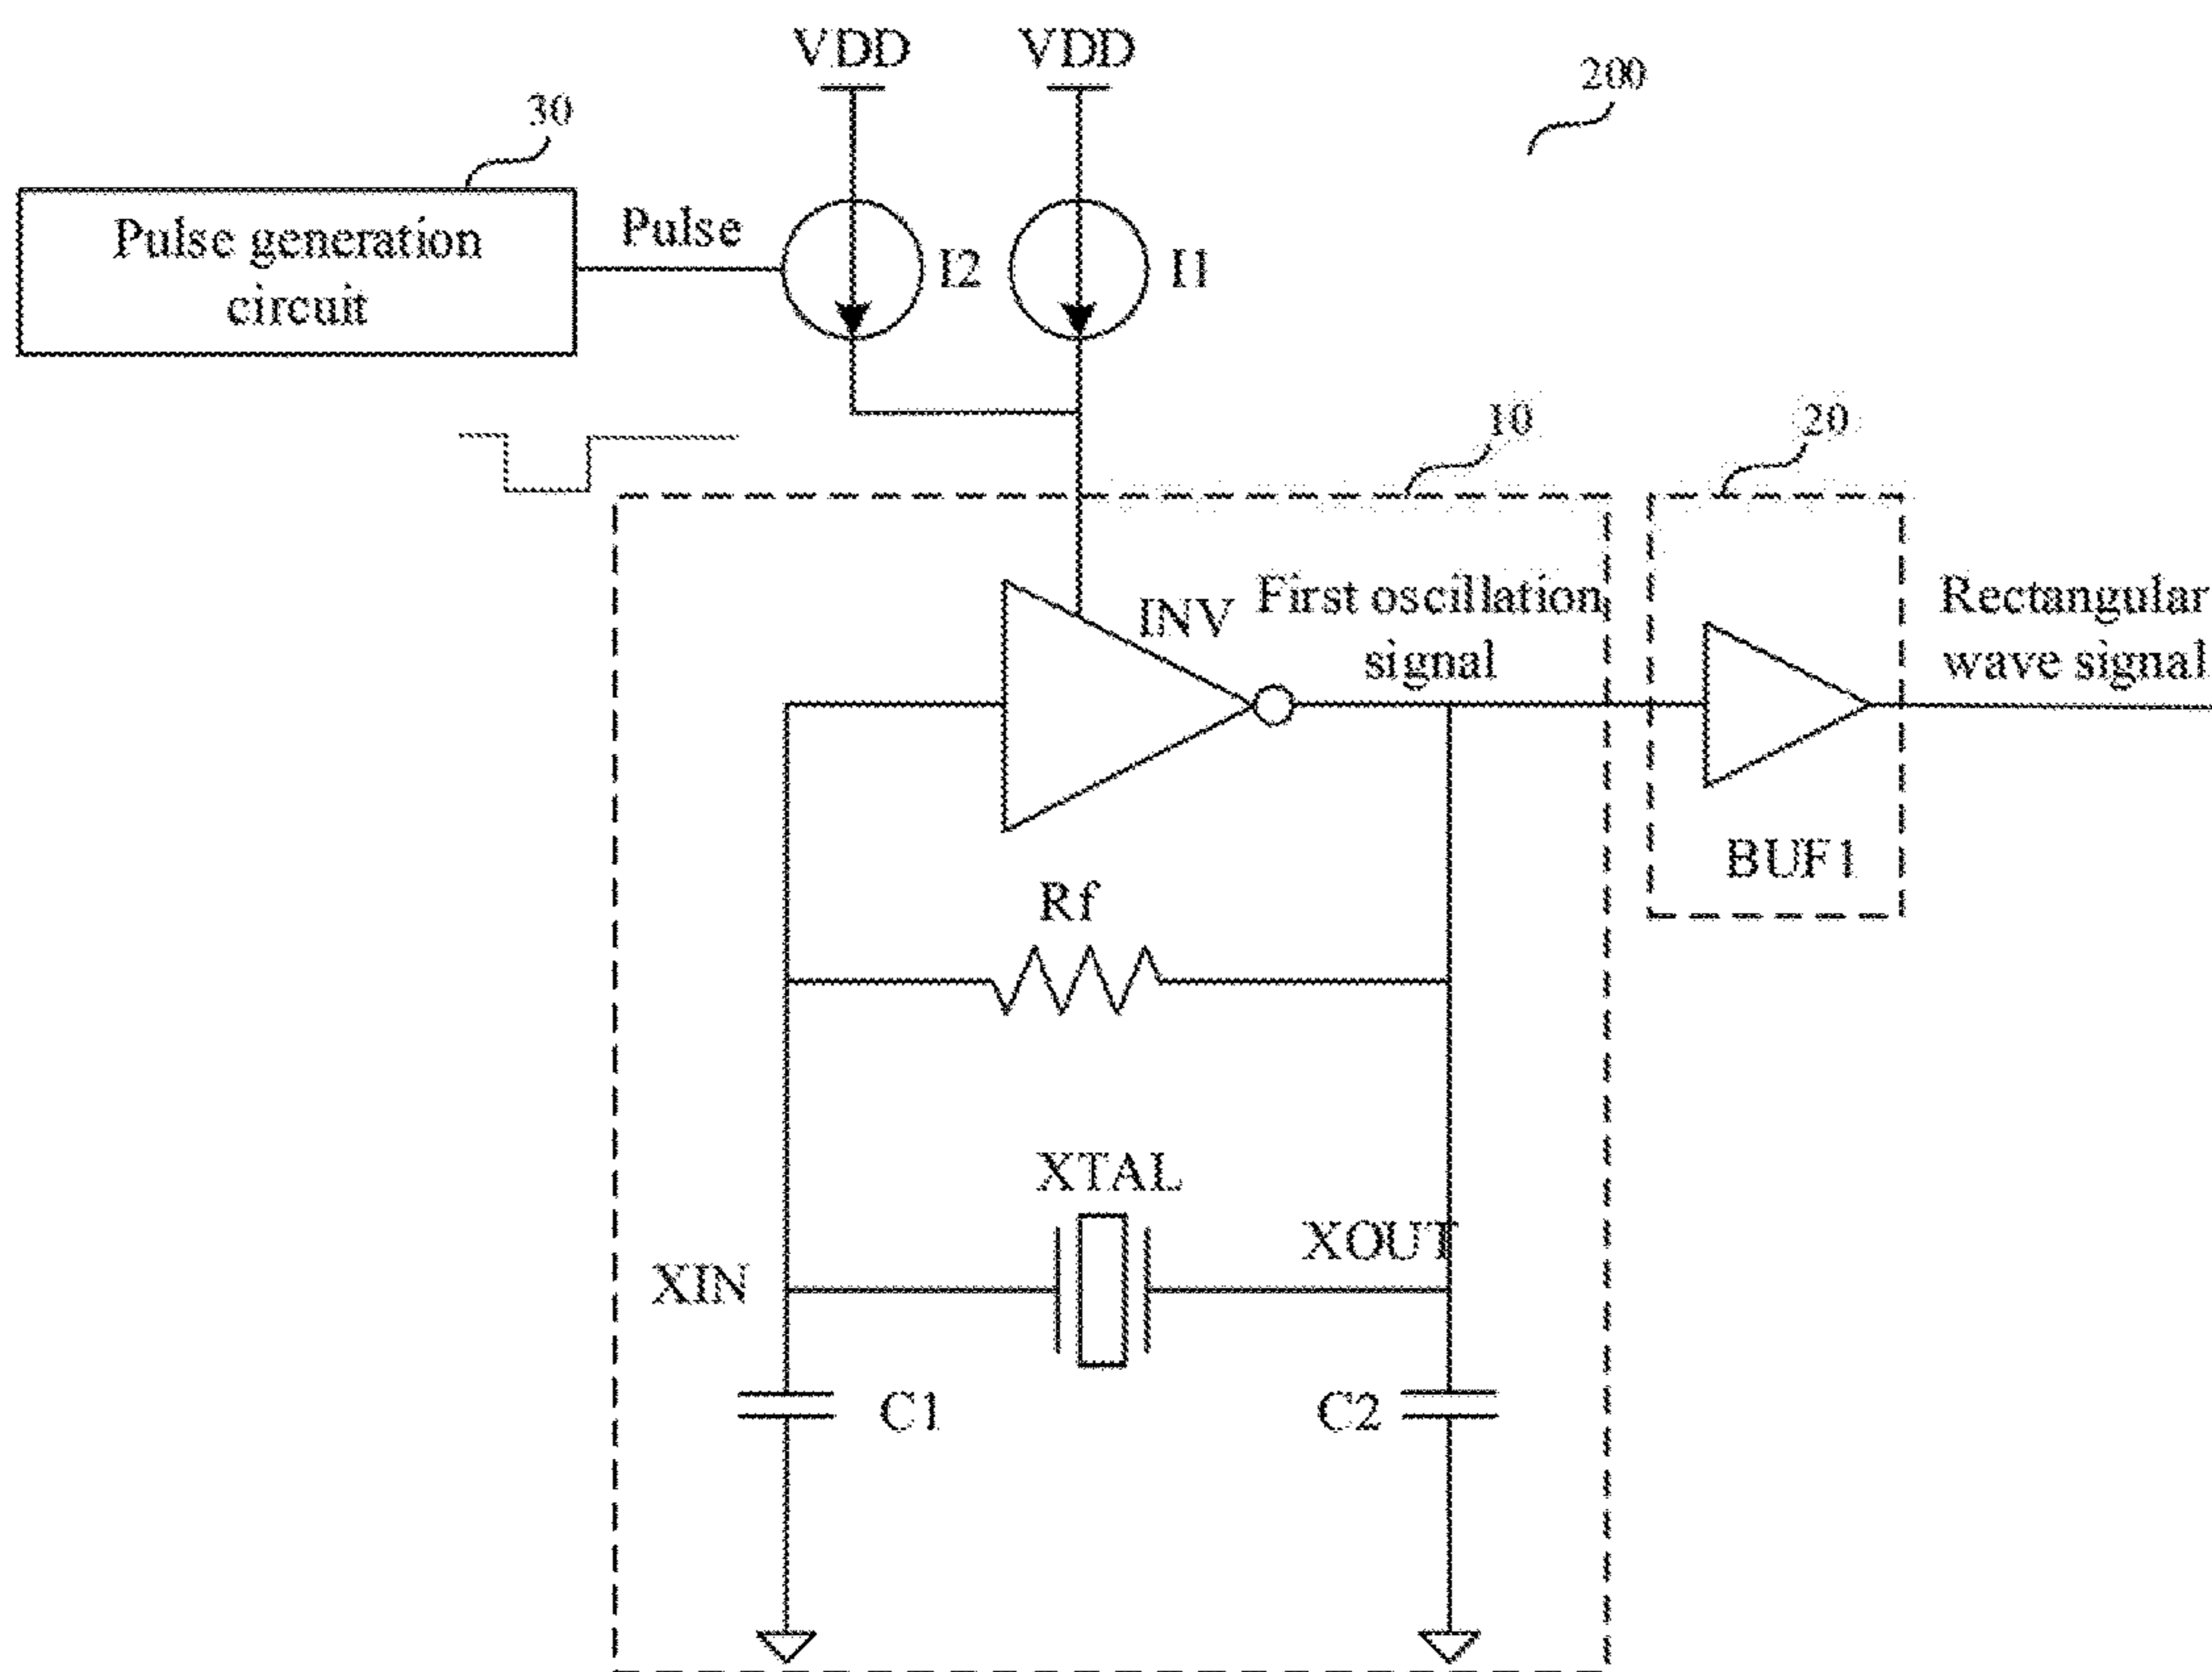 VDD
VDD
200
30
Pulse generation
circuit
Pulse
I2
I1
10
20
INV
First oscillation
signal
Rectangular
wave signal
BUF1
Rf
XTAL
XOUT
XIN
C1
C2